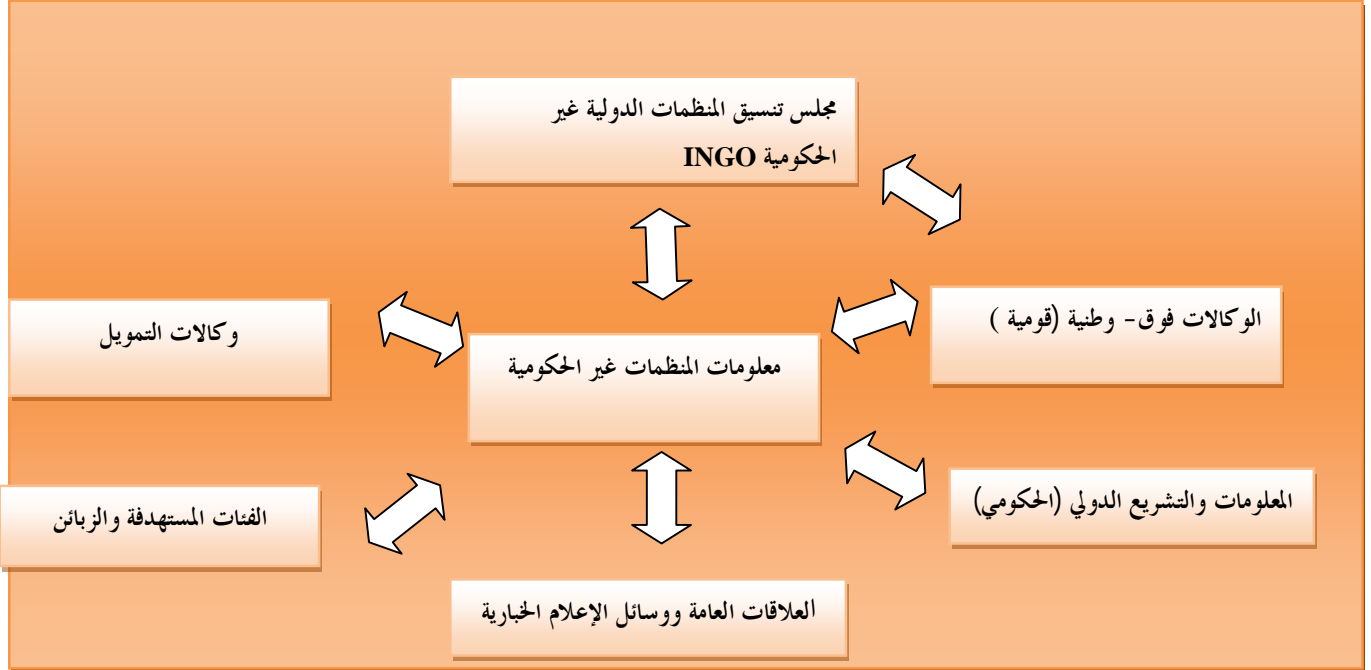 مجلس تنسيق المنظمات الدولية غير
الحكومية INGO
الوكالات فوق- وطنية (قومية )
وكالات التمويل
معلومات المنظمات غير الحكومية
المعلومات والتشريع الدولي (الحكومي)
الفئات المستهدفة والزبائن
العلاقات العامة ووسائل الإعلام الخبارية